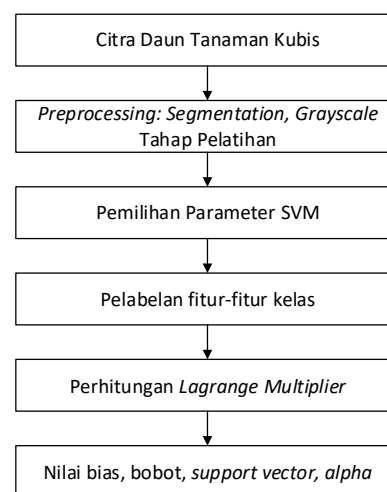 Citra Daun Tanaman Kubis
Preprocessing: Segmentation, Grayscale
Tahap Pelatihan
Pemilihan Parameter SVM
Pelabelan fitur-fitur kelas
Perhitungan Lagrange Multiplier
Nilai bias, bobot, support vector, alpha